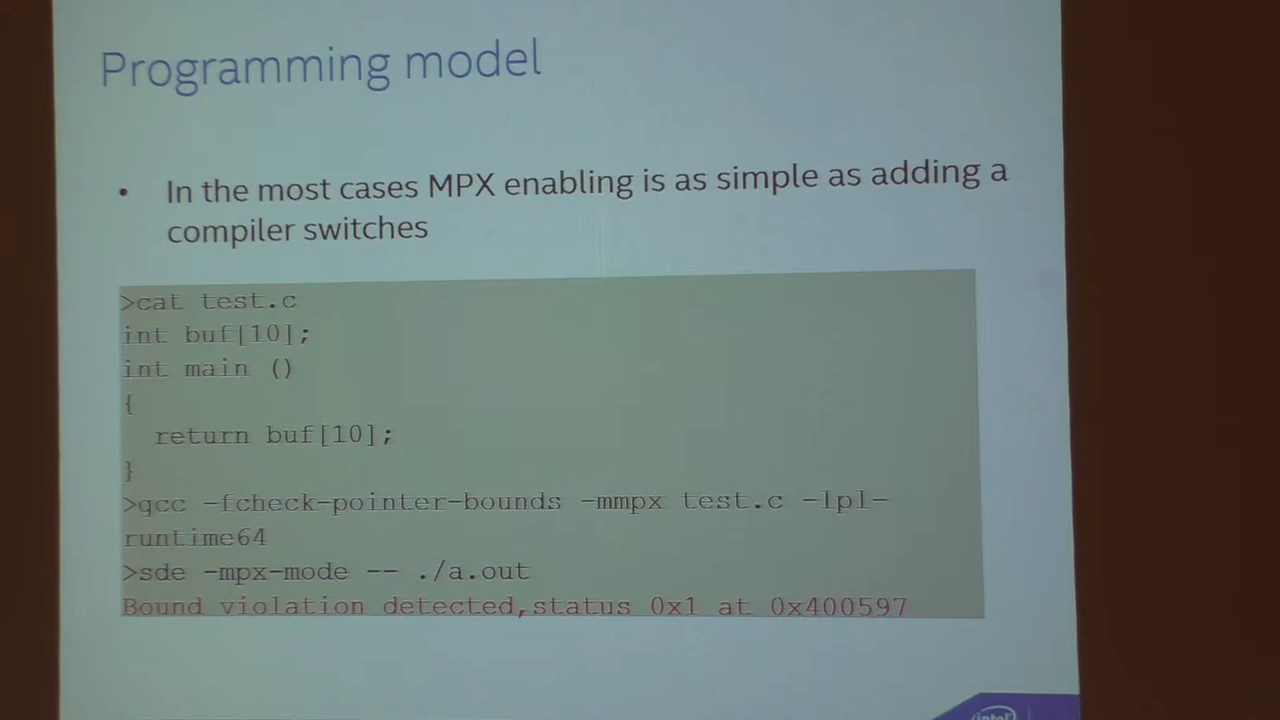 Programming model
• In the most cases MPX enabling is as simple as adding a
compiler switches
>cat test.c
int buf[10];
int main ()
{
  return buf[10];
}
>gcc -fcheck-pointer-bounds -mmpx test.c -lpl-
runtime64
>sde -mpx-mode -- ./a.out
Bound violation detected,status 0x1 at 0x400597
intel